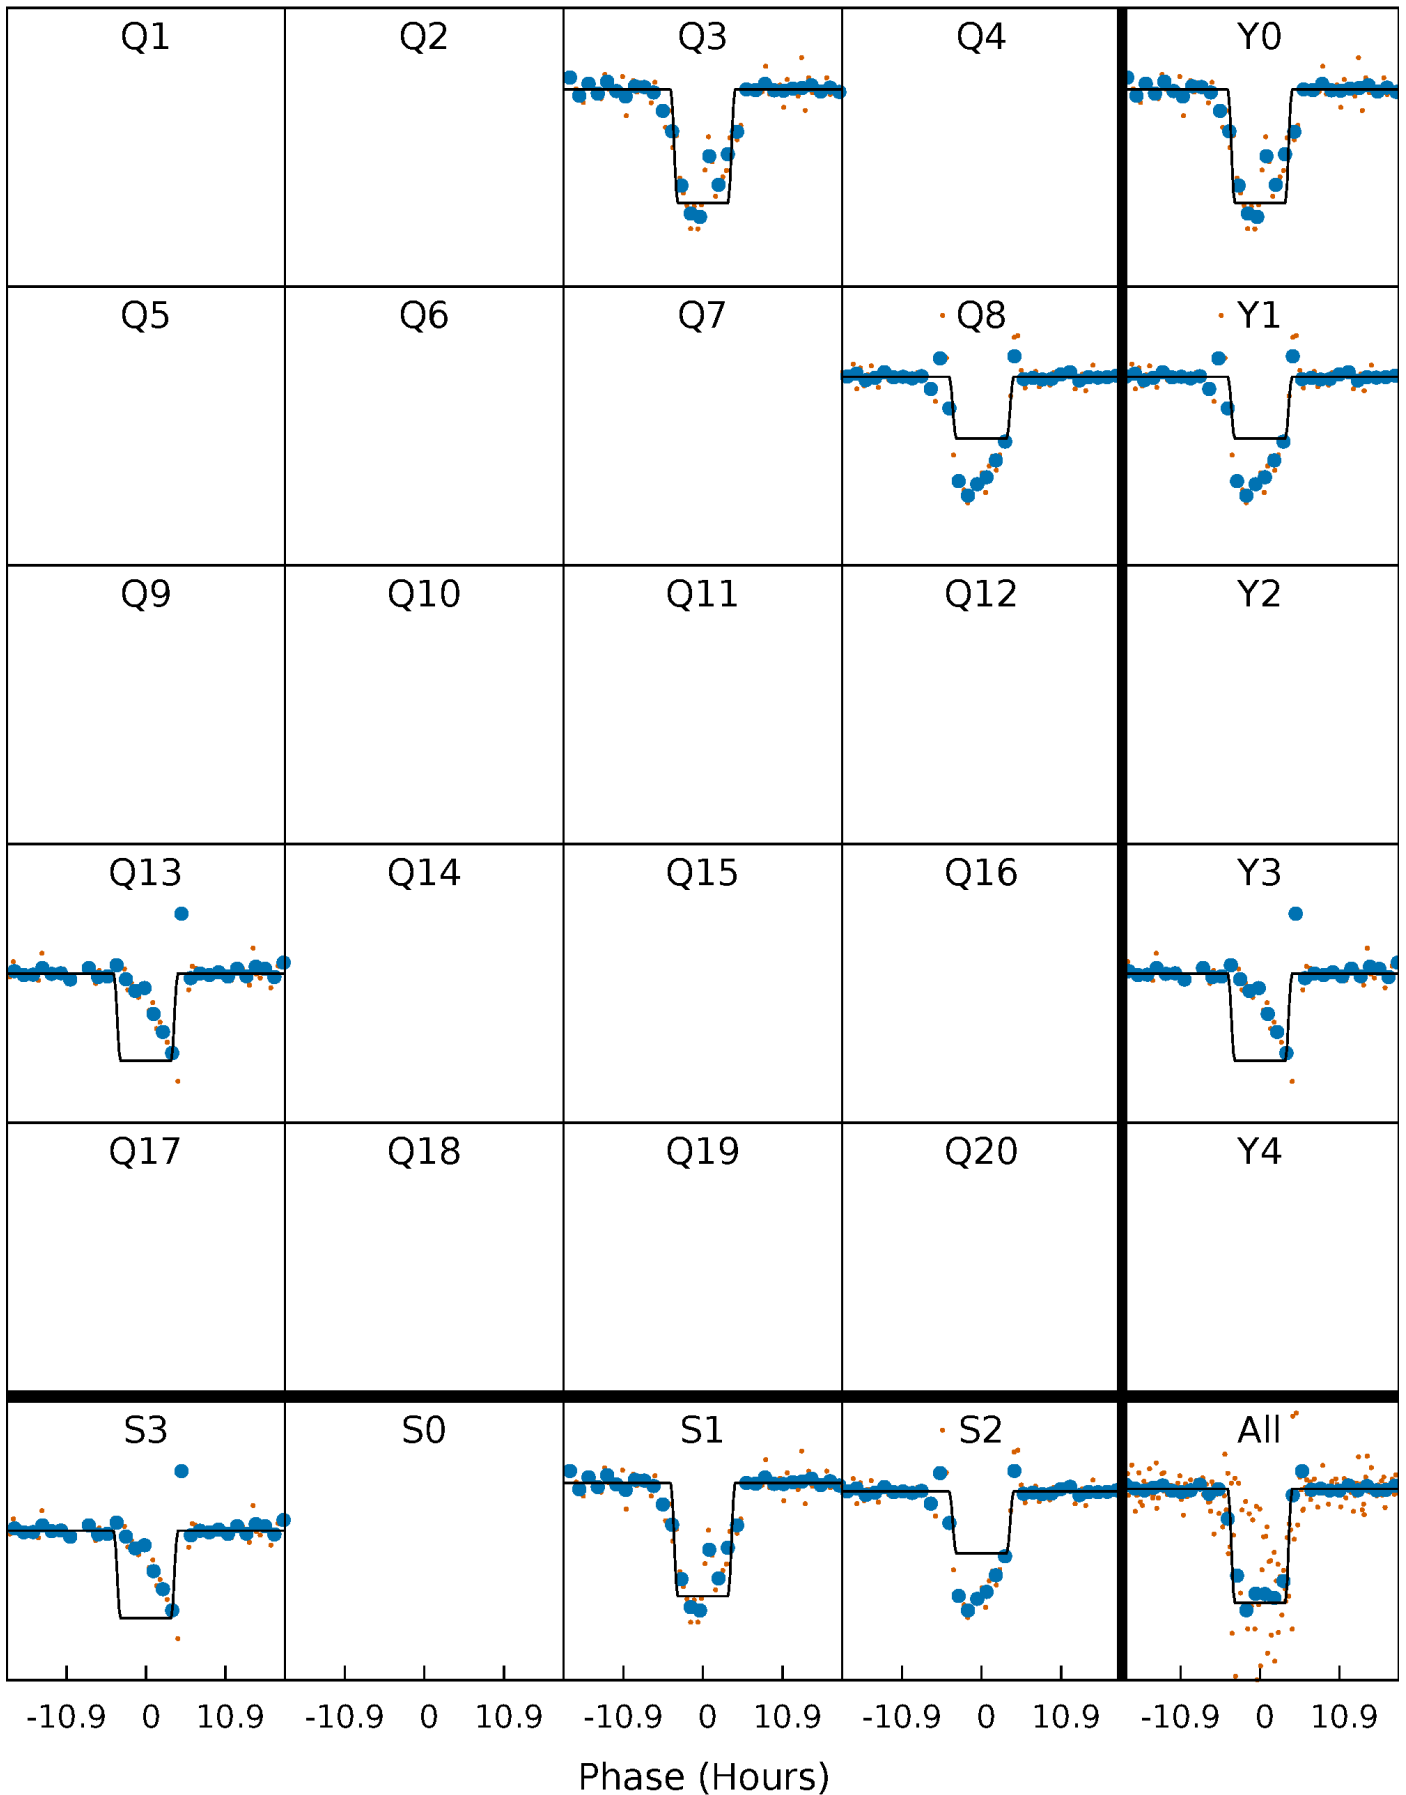 Q1 Q2 Q3 Q4 Y0
Q5 Q6 Q7 Q8 Y1
Q9 Q10 Q11 Q12 Y2
Q13 Q14 Q15 Q16 Y3
Q17 Q18 Q19 Q20 Y4
S3 S0 S1 S2 All
-10.9 0 10.9 -10.9 0 10.9 -10.9 0 10.9 -10.9 0 10.9 -10.9 0 10.9
Phase (Hours)